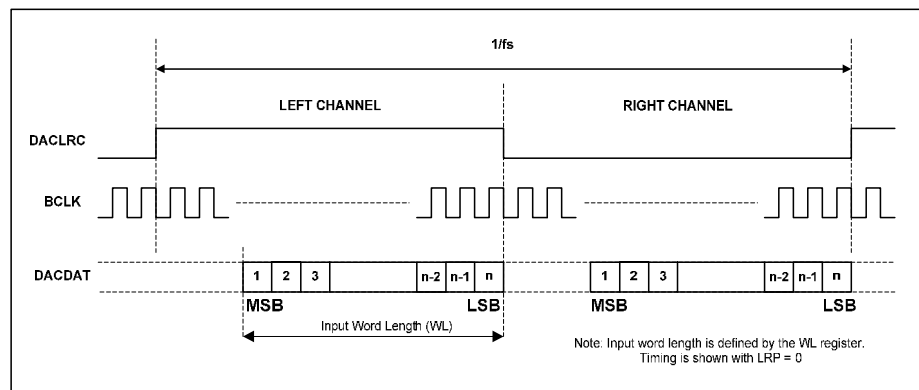 1/fs
LEFT CHANNEL RIGHT CHANNEL
DACLRC
BCLK
DACDAT
1 2 3 n-2 n-1 n 1 2 3 n-2 n-1 n
MSB LSB MSB LSB
Input Word Length (WL)
Note: Input word length is defined by the WL register.
Timing is shown with LRP = 0